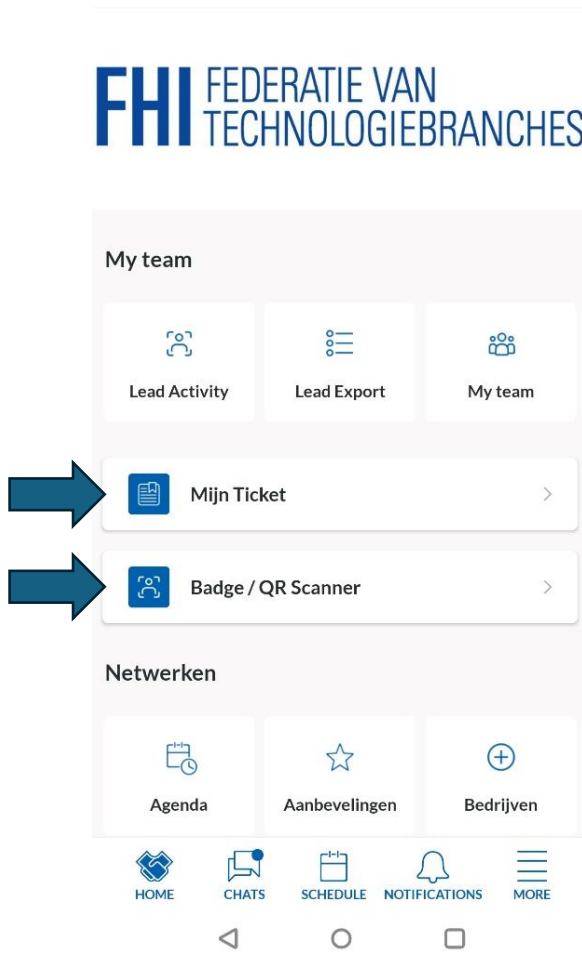 FHI FEDERATIE VAN
TECHNOLOGIEBRANCHES
My team
Lead Activity
Lead Export
My team
Mijn Ticket
Badge / QR Scanner
Netwerken
Agenda
Aanbevelingen
Bedrijven
HOME
CHATS
SCHEDULE
NOTIFICATIONS
MORE